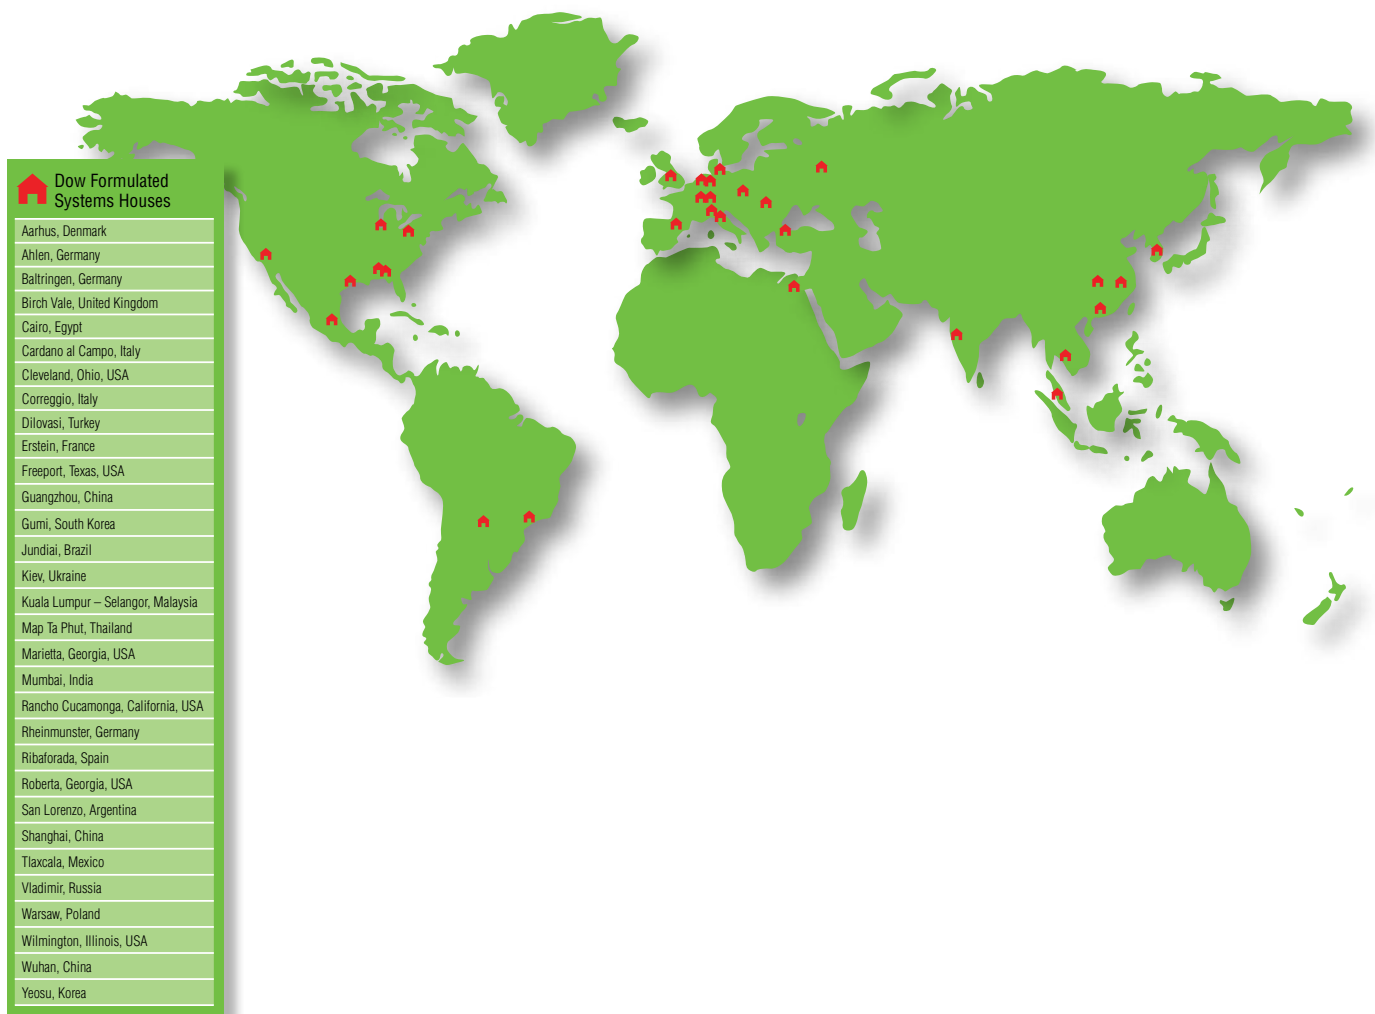 Dow Formulated
Systems Houses
Aarhus, Denmark
Ahlen, Germany
Baltringen, Germany
Birch Vale, United Kingdom
Cairo, Egypt
Cardano al Campo, Italy
Cleveland, Ohio, USA
Correggio, Italy
Dilovasi, Turkey
Erstein, France
Freeport, Texas, USA
Guangzhou, China
Gumi, South Korea
Jundiai, Brazil
Kiev, Ukraine
Kuala Lumpur – Selangor, Malaysia
Map Ta Phut, Thailand
Marietta, Georgia, USA
Mumbai, India
Rancho Cucamonga, California, USA
Rheinmunster, Germany
Ribaforada, Spain
Roberta, Georgia, USA
San Lorenzo, Argentina
Shanghai, China
Tlaxcala, Mexico
Vladimir, Russia
Warsaw, Poland
Wilmington, Illinois, USA
Wuhan, China
Yeosu, Korea